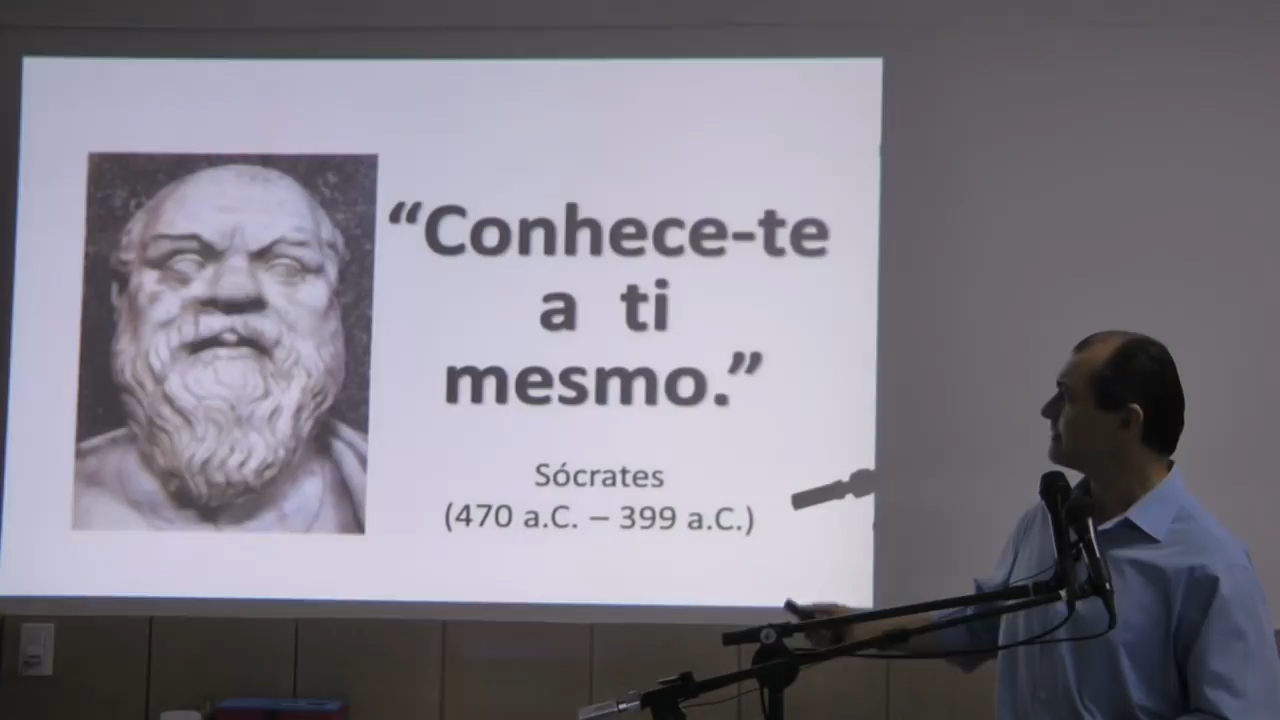 “Conhece-te
a ti
mesmo.”
Sócrates
(470 a.C. – 399 a.C.)